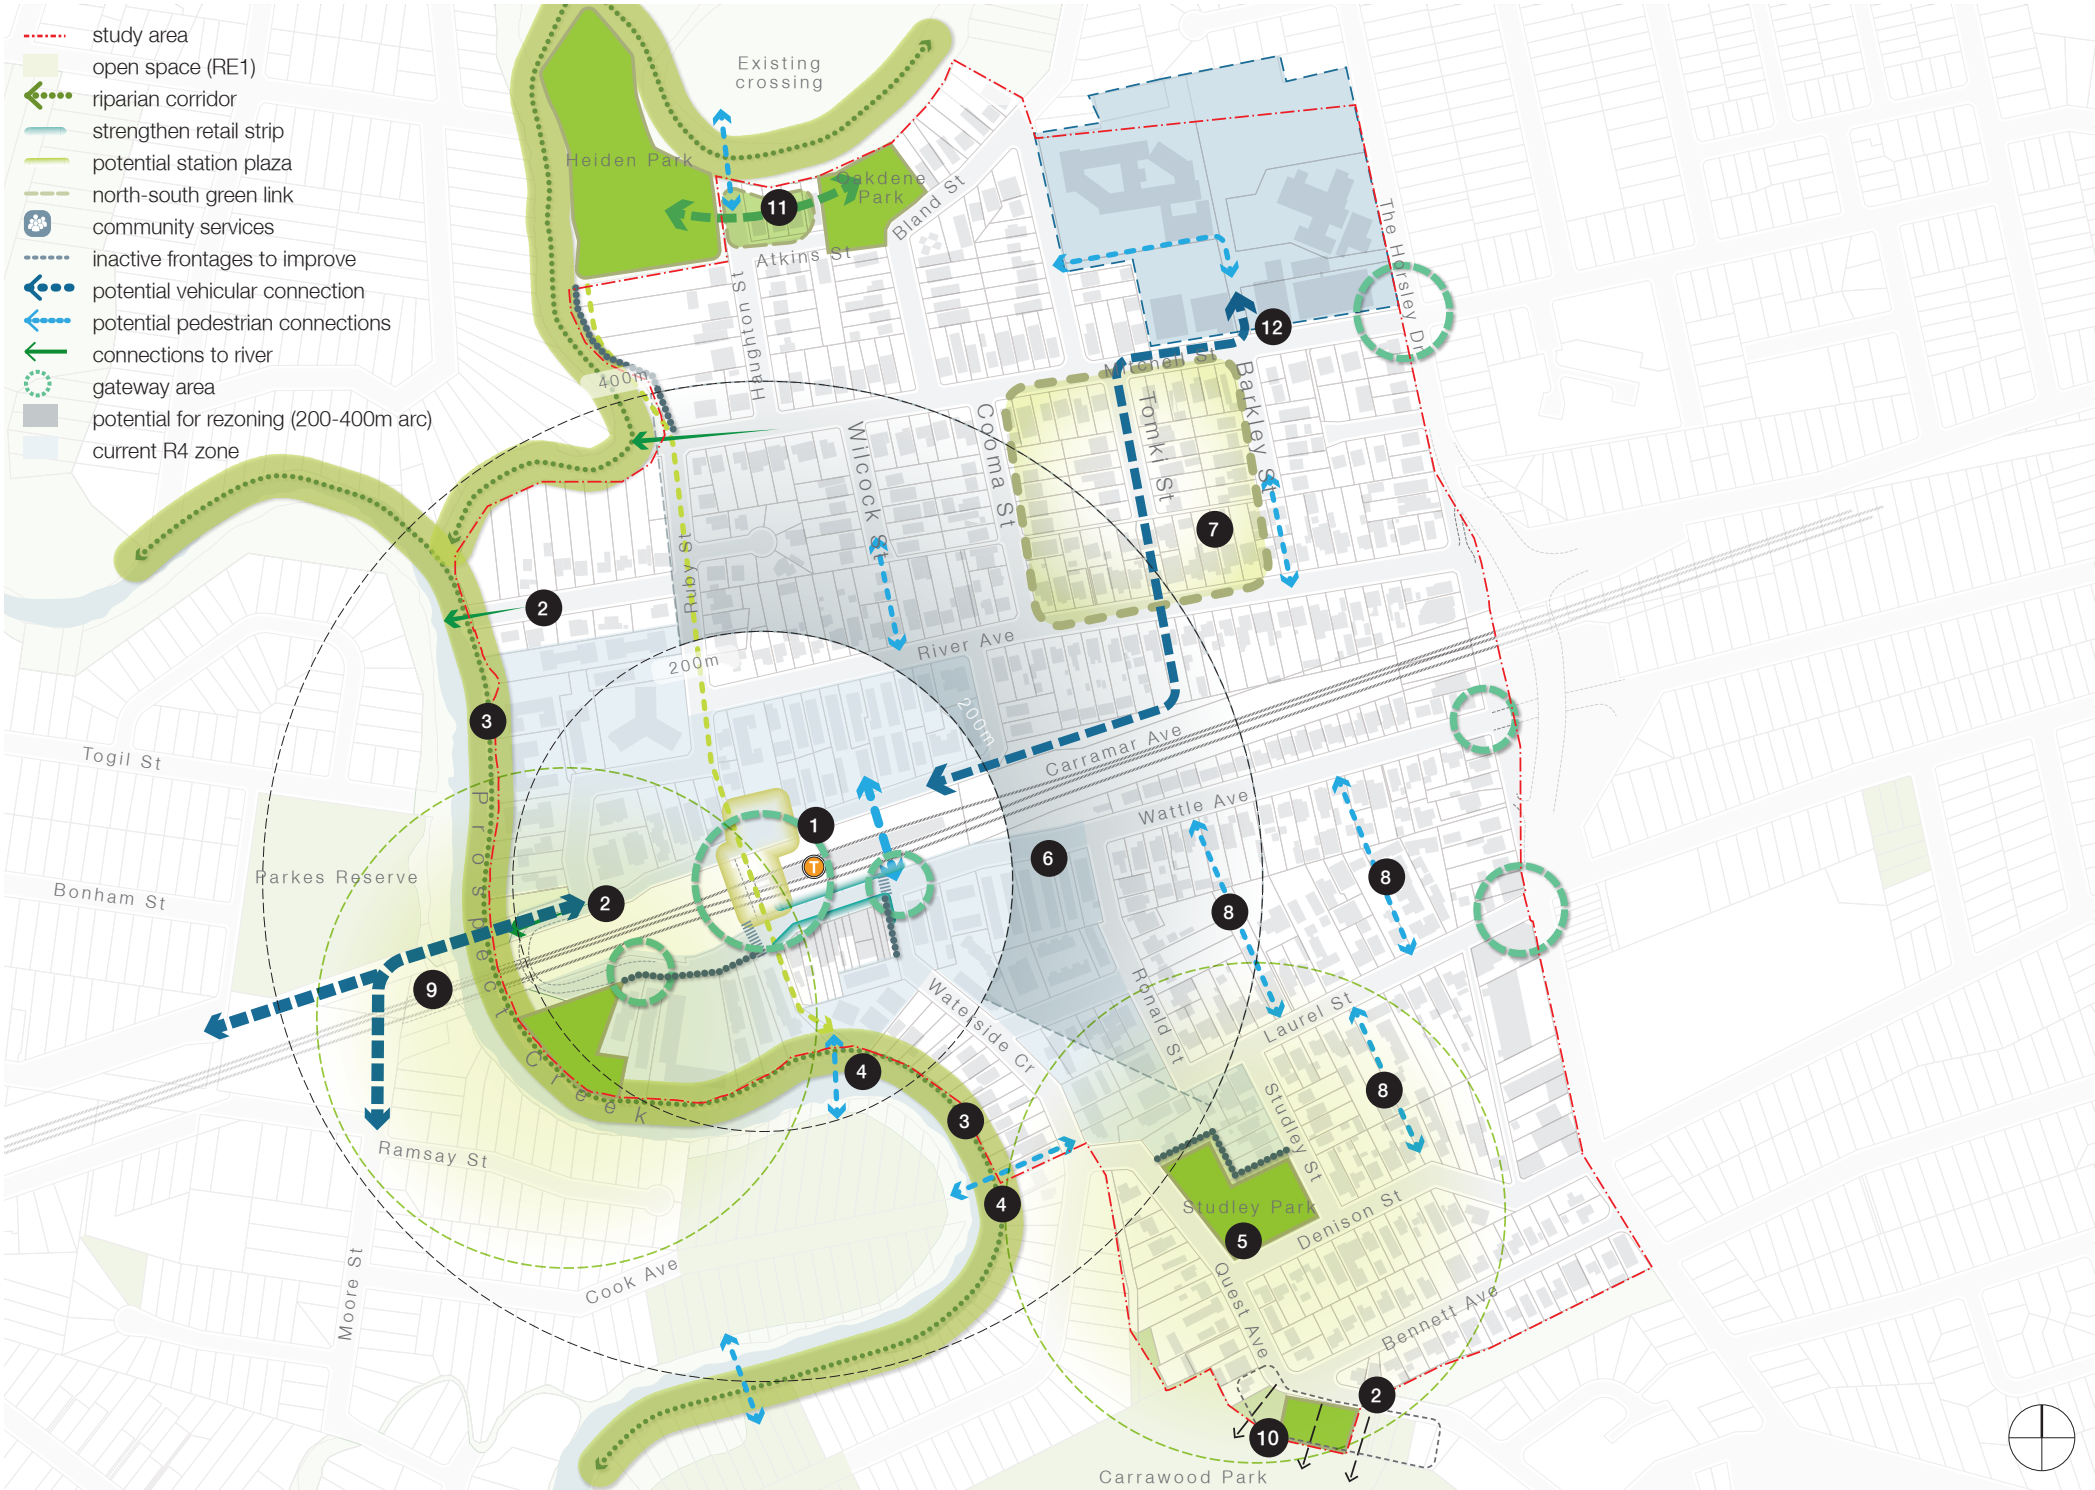 study area
open space (RE1)
riparian corridor
strengthen retail strip
potential station plaza
north-south green link
community services
inactive frontages to improve
potential vehicular connection
potential pedestrian connections
connections to river
gateway area
potential for rezoning (200-400m arc)
current R4 zone
Existing
crossing
Heiden Park
Oakdene
Park
11
Bland St
Atkins St
Haughton St
The Horsley Dr
12
Mitchell St
400m
Wilcock St
Cooma St
Tomki St
Barkley St
7
Ruby St
2
River Ave
200m
200m
3
Carramar Ave
Togil St
Prospect Creek
1
T
Wattle Ave
6
Parkes Reserve
Bonham St
2
8
8
9
Waterside Cr
Ronald St
Laurel St
4
8
3
Studley St
Ramsay St
4
Studley Park
5
Denison St
Moore St
Cook Ave
Quest Ave
Bennett Ave
2
10
Carrawood Park